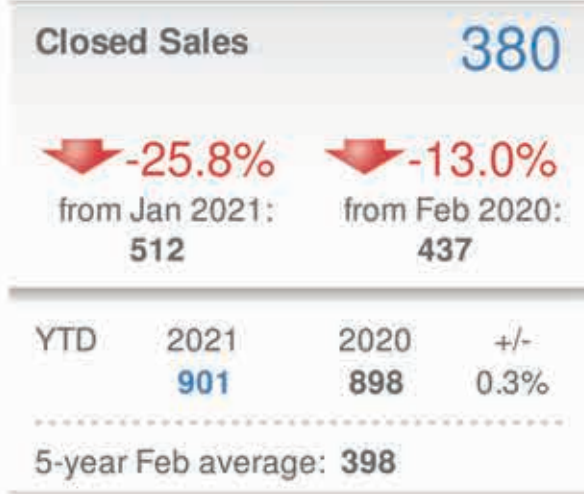 Closed Sales 380
-25.8% -13.0%
from Jan 2021: from Feb 2020:
512 437
YTD 2021 2020 +/-
901 898 0.3%
5-year Feb average: 398